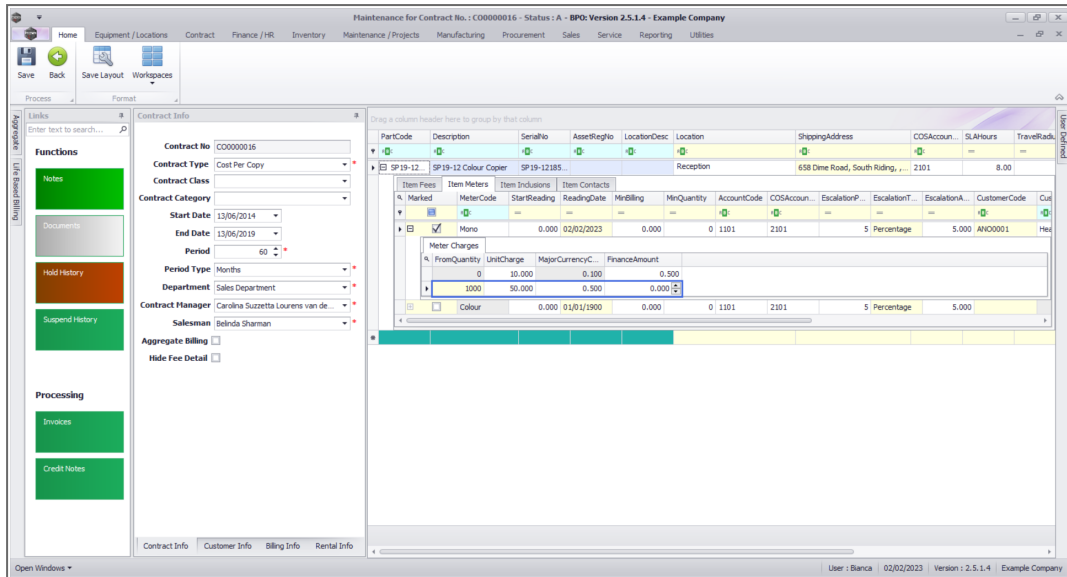 Maintenance for Contract No. : CO0000016 - Status : A - BPO: Version 2.5.1.4 - Example Company
Home Equipment / Locations Contract Finance / HR Inventory Maintenance / Projects Manufacturing Procurement Sales Service Reporting Utilities
Save Back Save Layout Workspaces
Process Format
Aggregate
Life Based Billing
Links
Enter text to search...
Functions
Notes
Documents
Hold History
Suspend History
Processing
Invoices
Credit Notes
Contract Info
Contract No CO0000016
Contract Type Cost Per Copy *
Contract Class
Contract Category
Start Date 13/06/2014
End Date 13/06/2019
Period 60 *
Period Type Months *
Department Sales Department *
Contract Manager Carolina Suzzetta Lourens van de... *
Salesman Belinda Sharman *
Aggregate Billing
Hide Fee Detail
Contract Info Customer Info Billing Info Rental Info
Drag a column header here to group by that column
PartCode Description SerialNo AssetRegNo LocationDesc Location ShippingAddress COSAccoun... SLAHours TravelRadiu
SP19-12... SP19-12 Colour Copier SP19-12185... Reception 658 Dime Road, South Riding, ,... 2101 8.00
Item Fees Item Meters Item Inclusions Item Contacts
Marked MeterCode StartReading ReadingDate MinBilling MinQuantity AccountCode COSAccoun... EscalationP... EscalationT... EscalationA... CustomerCode Cus
Mono 0.000 02/02/2023 0.000 0 1101 2101 5 Percentage 5.000 ANO0001 Hea
Meter Charges
FromQuantity UnitCharge MajorCurrencyC... FinanceAmount
0 10.000 0.100 0.500
1000 50.000 0.500 0.000
Colour 0.000 01/01/1900 0.000 0 1101 2101 5 Percentage 5.000
User Defined
Open Windows
User : Bianca 02/02/2023 Version : 2.5.1.4 Example Company